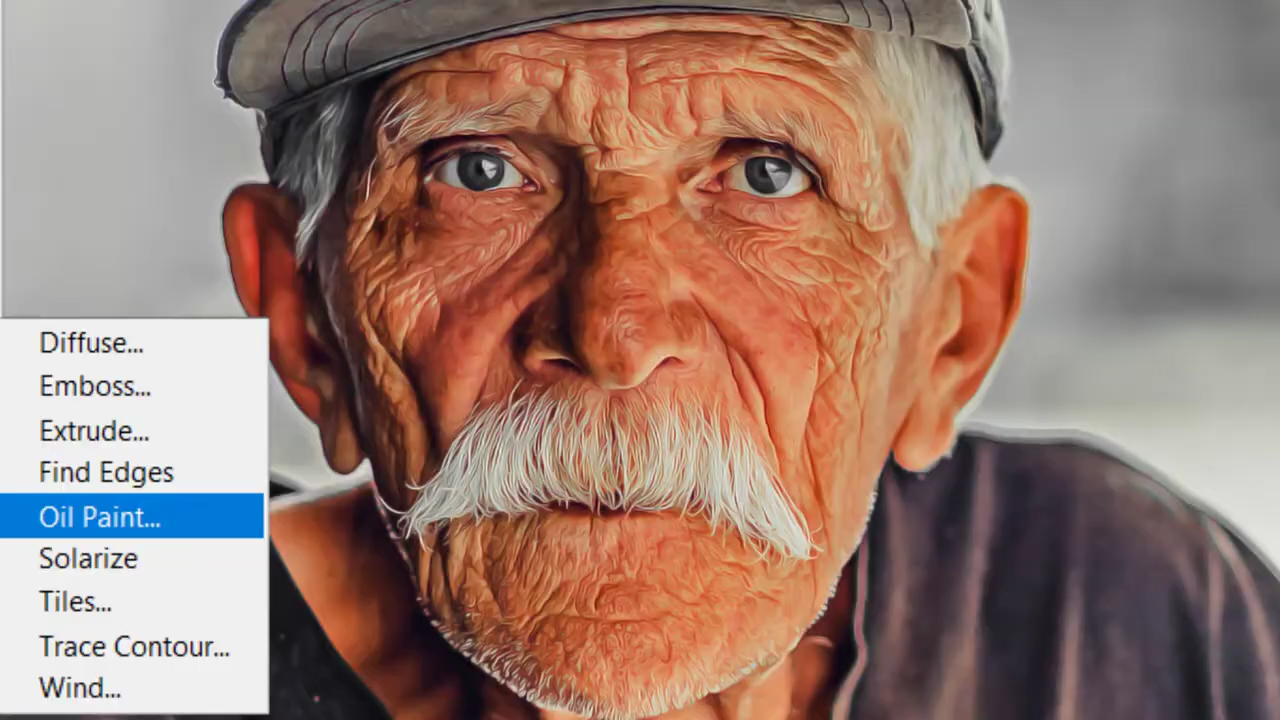 Diffuse...
Emboss...
Extrude...
Find Edges
Oil Paint...
Solarize
Tiles...
Trace Contour...
Wind...